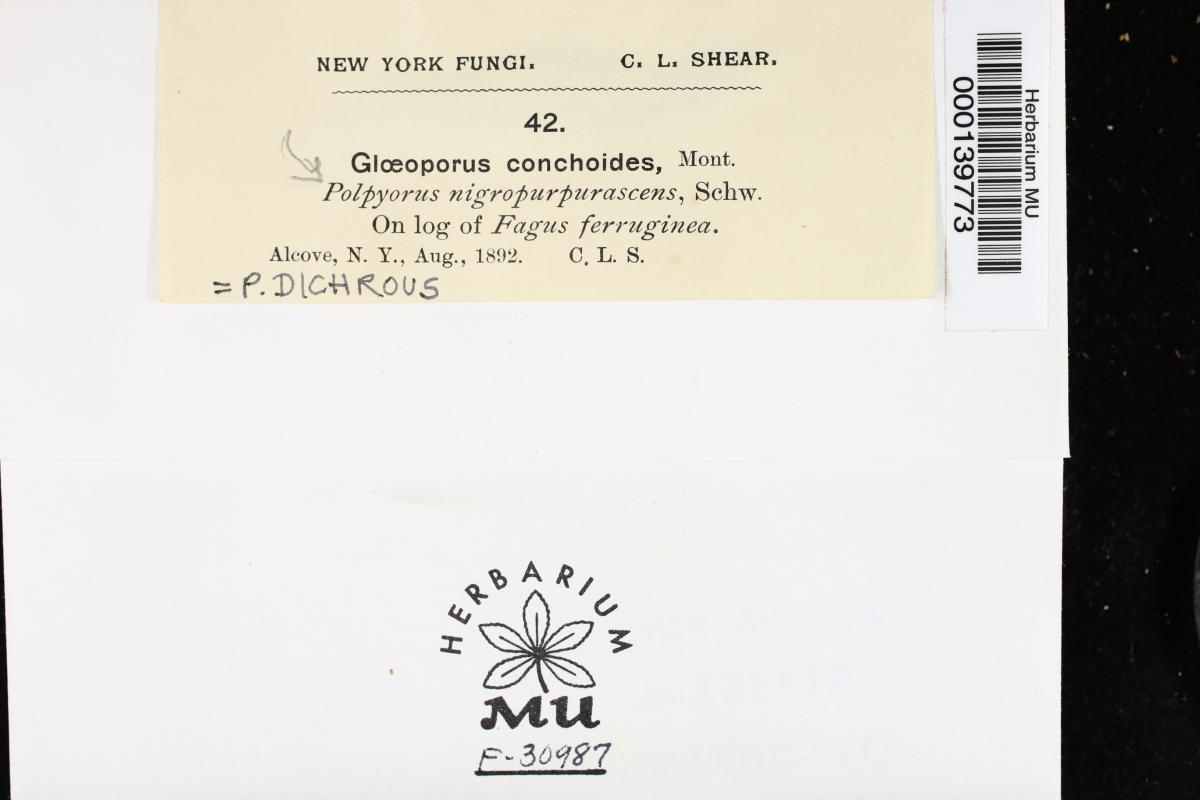 NEW YORK FUNGI. C. L. SHEAR.
42.
Glœoporus conchoides, Mont.
Polpyorus nigropurpurascens, Schw.
On log of Fagus ferruginea.
Alcove, N. Y., Aug., 1892. C. L. S.
= P. DICHROUS
Herbarium MU
000139773
HERBARIUM
MU
F-30987